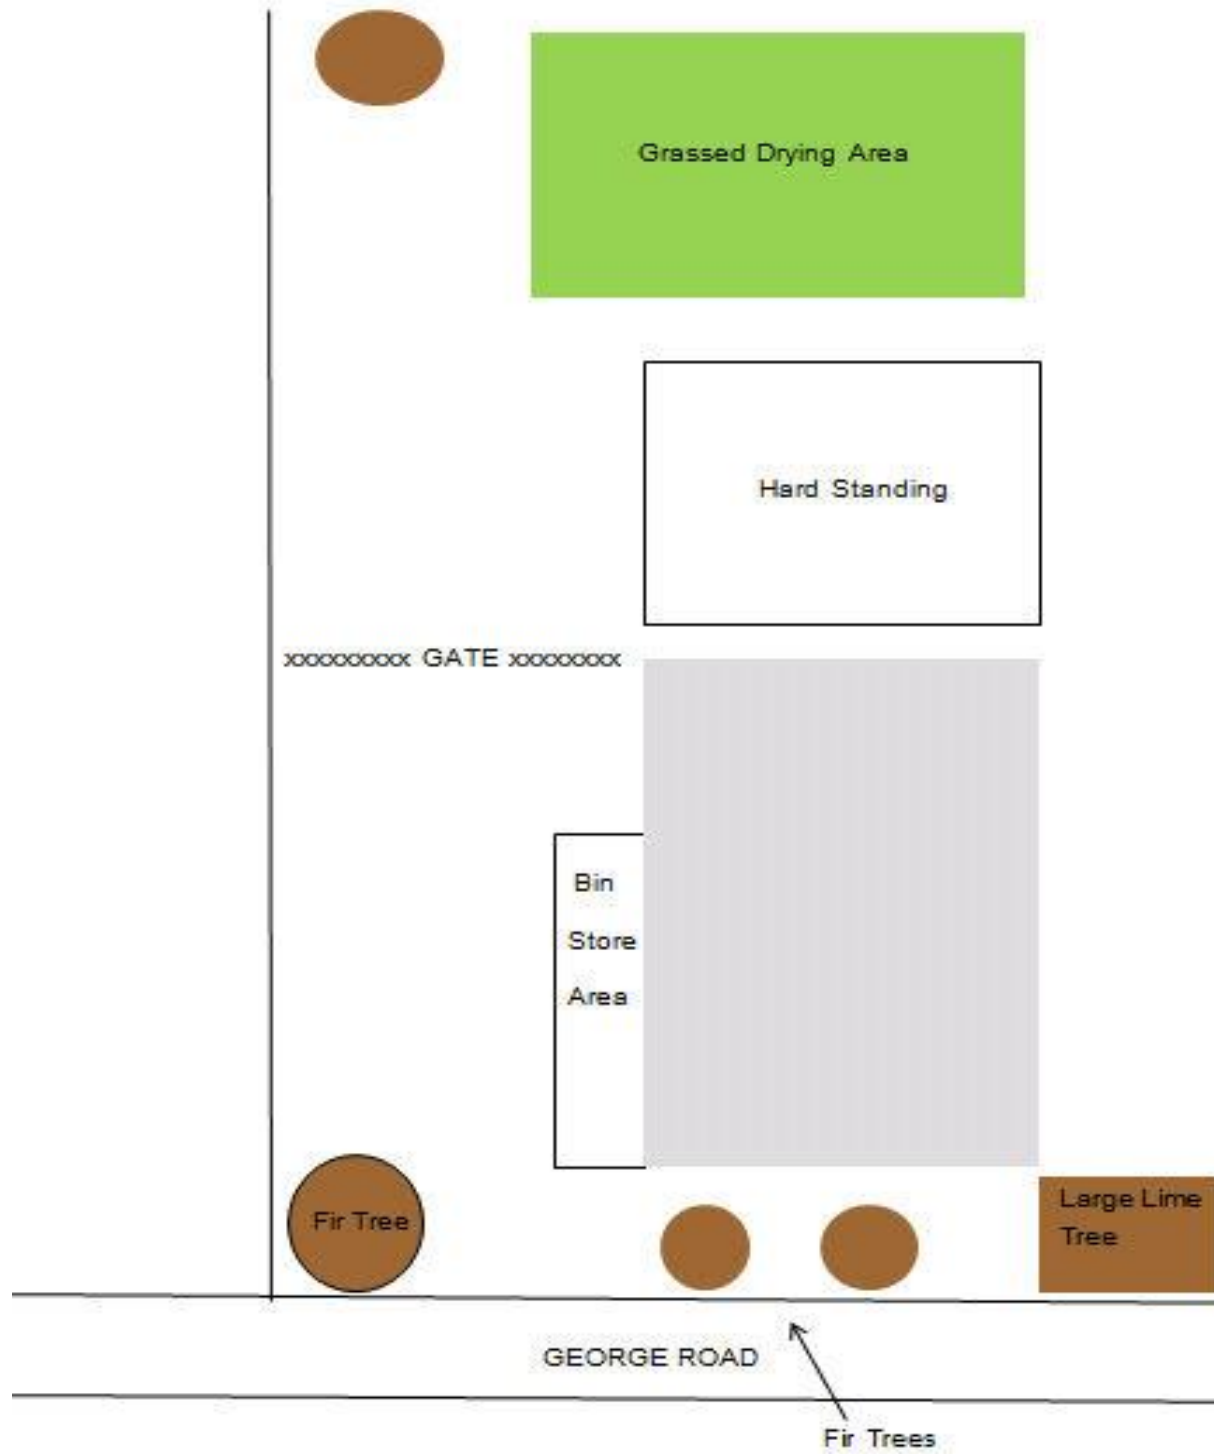 Grassed Drying Area
Hard Standing
xxxxxxxxx GATE xxxxxxxx
Bin
Store
Area
Fir Tree
Large Lime
Tree
GEORGE ROAD
Fir Trees